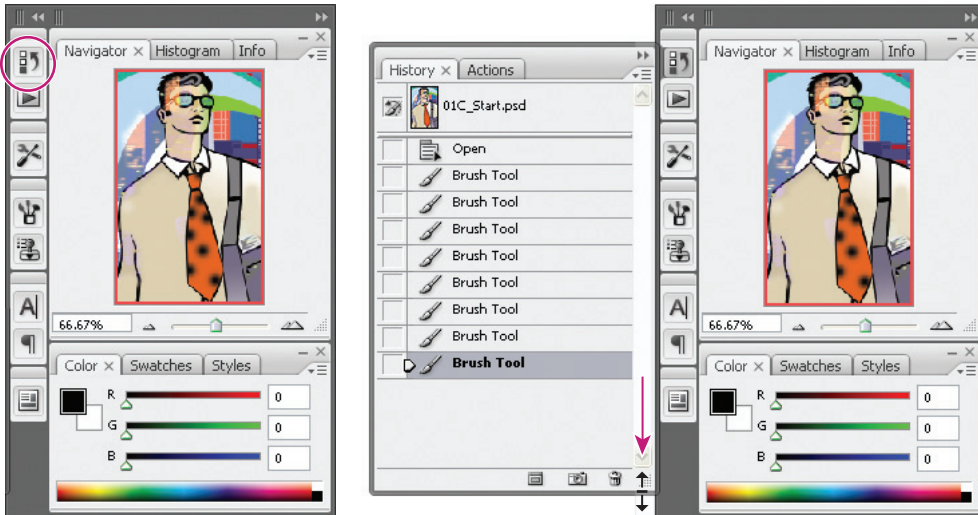 Navigator × Histogram Info
66.67%
Color × Swatches Styles
R 0
G 0
B 0
History × Actions
01C_Start.psd
Open
Brush Tool
Brush Tool
Brush Tool
Brush Tool
Brush Tool
Brush Tool
Brush Tool
Brush Tool
Navigator × Histogram Info
66.67%
Color × Swatches Styles
R 0
G 0
B 0